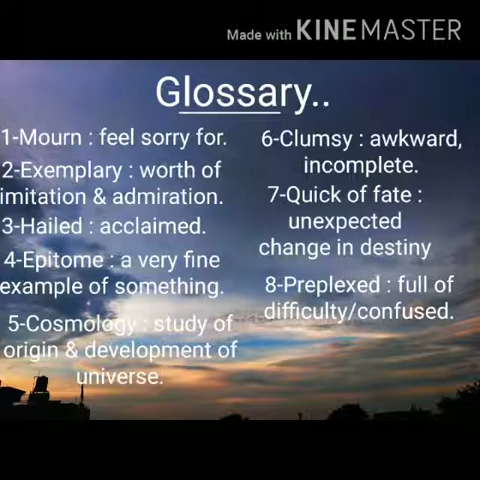 Made with KINEMASTER
Glossary..
1-Mourn : feel sorry for.
2-Exemplary : worth of
imitation & admiration.
3-Hailed : acclaimed.
4-Epitome : a very fine
example of something.
5-Cosmology : study of
origin & development of
universe.
6-Clumsy : awkward,
incomplete.
7-Quick of fate :
unexpected
change in destiny
8-Preplexed : full of
difficulty/confused.